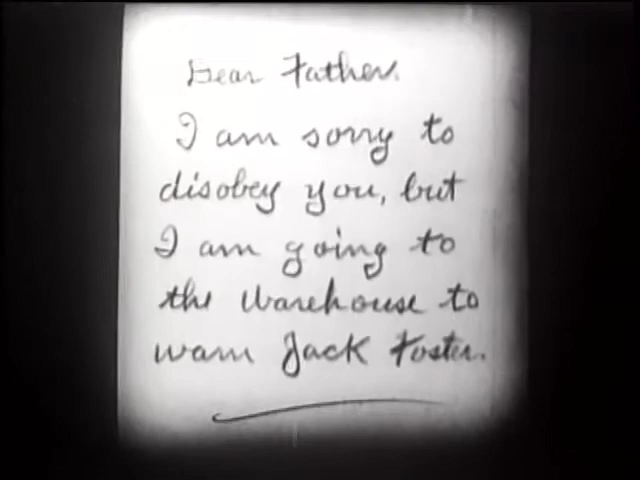 Dear Father.
I am sorry to
disobey you, but
I am going to
the Warehouse to
warn Jack Foster.